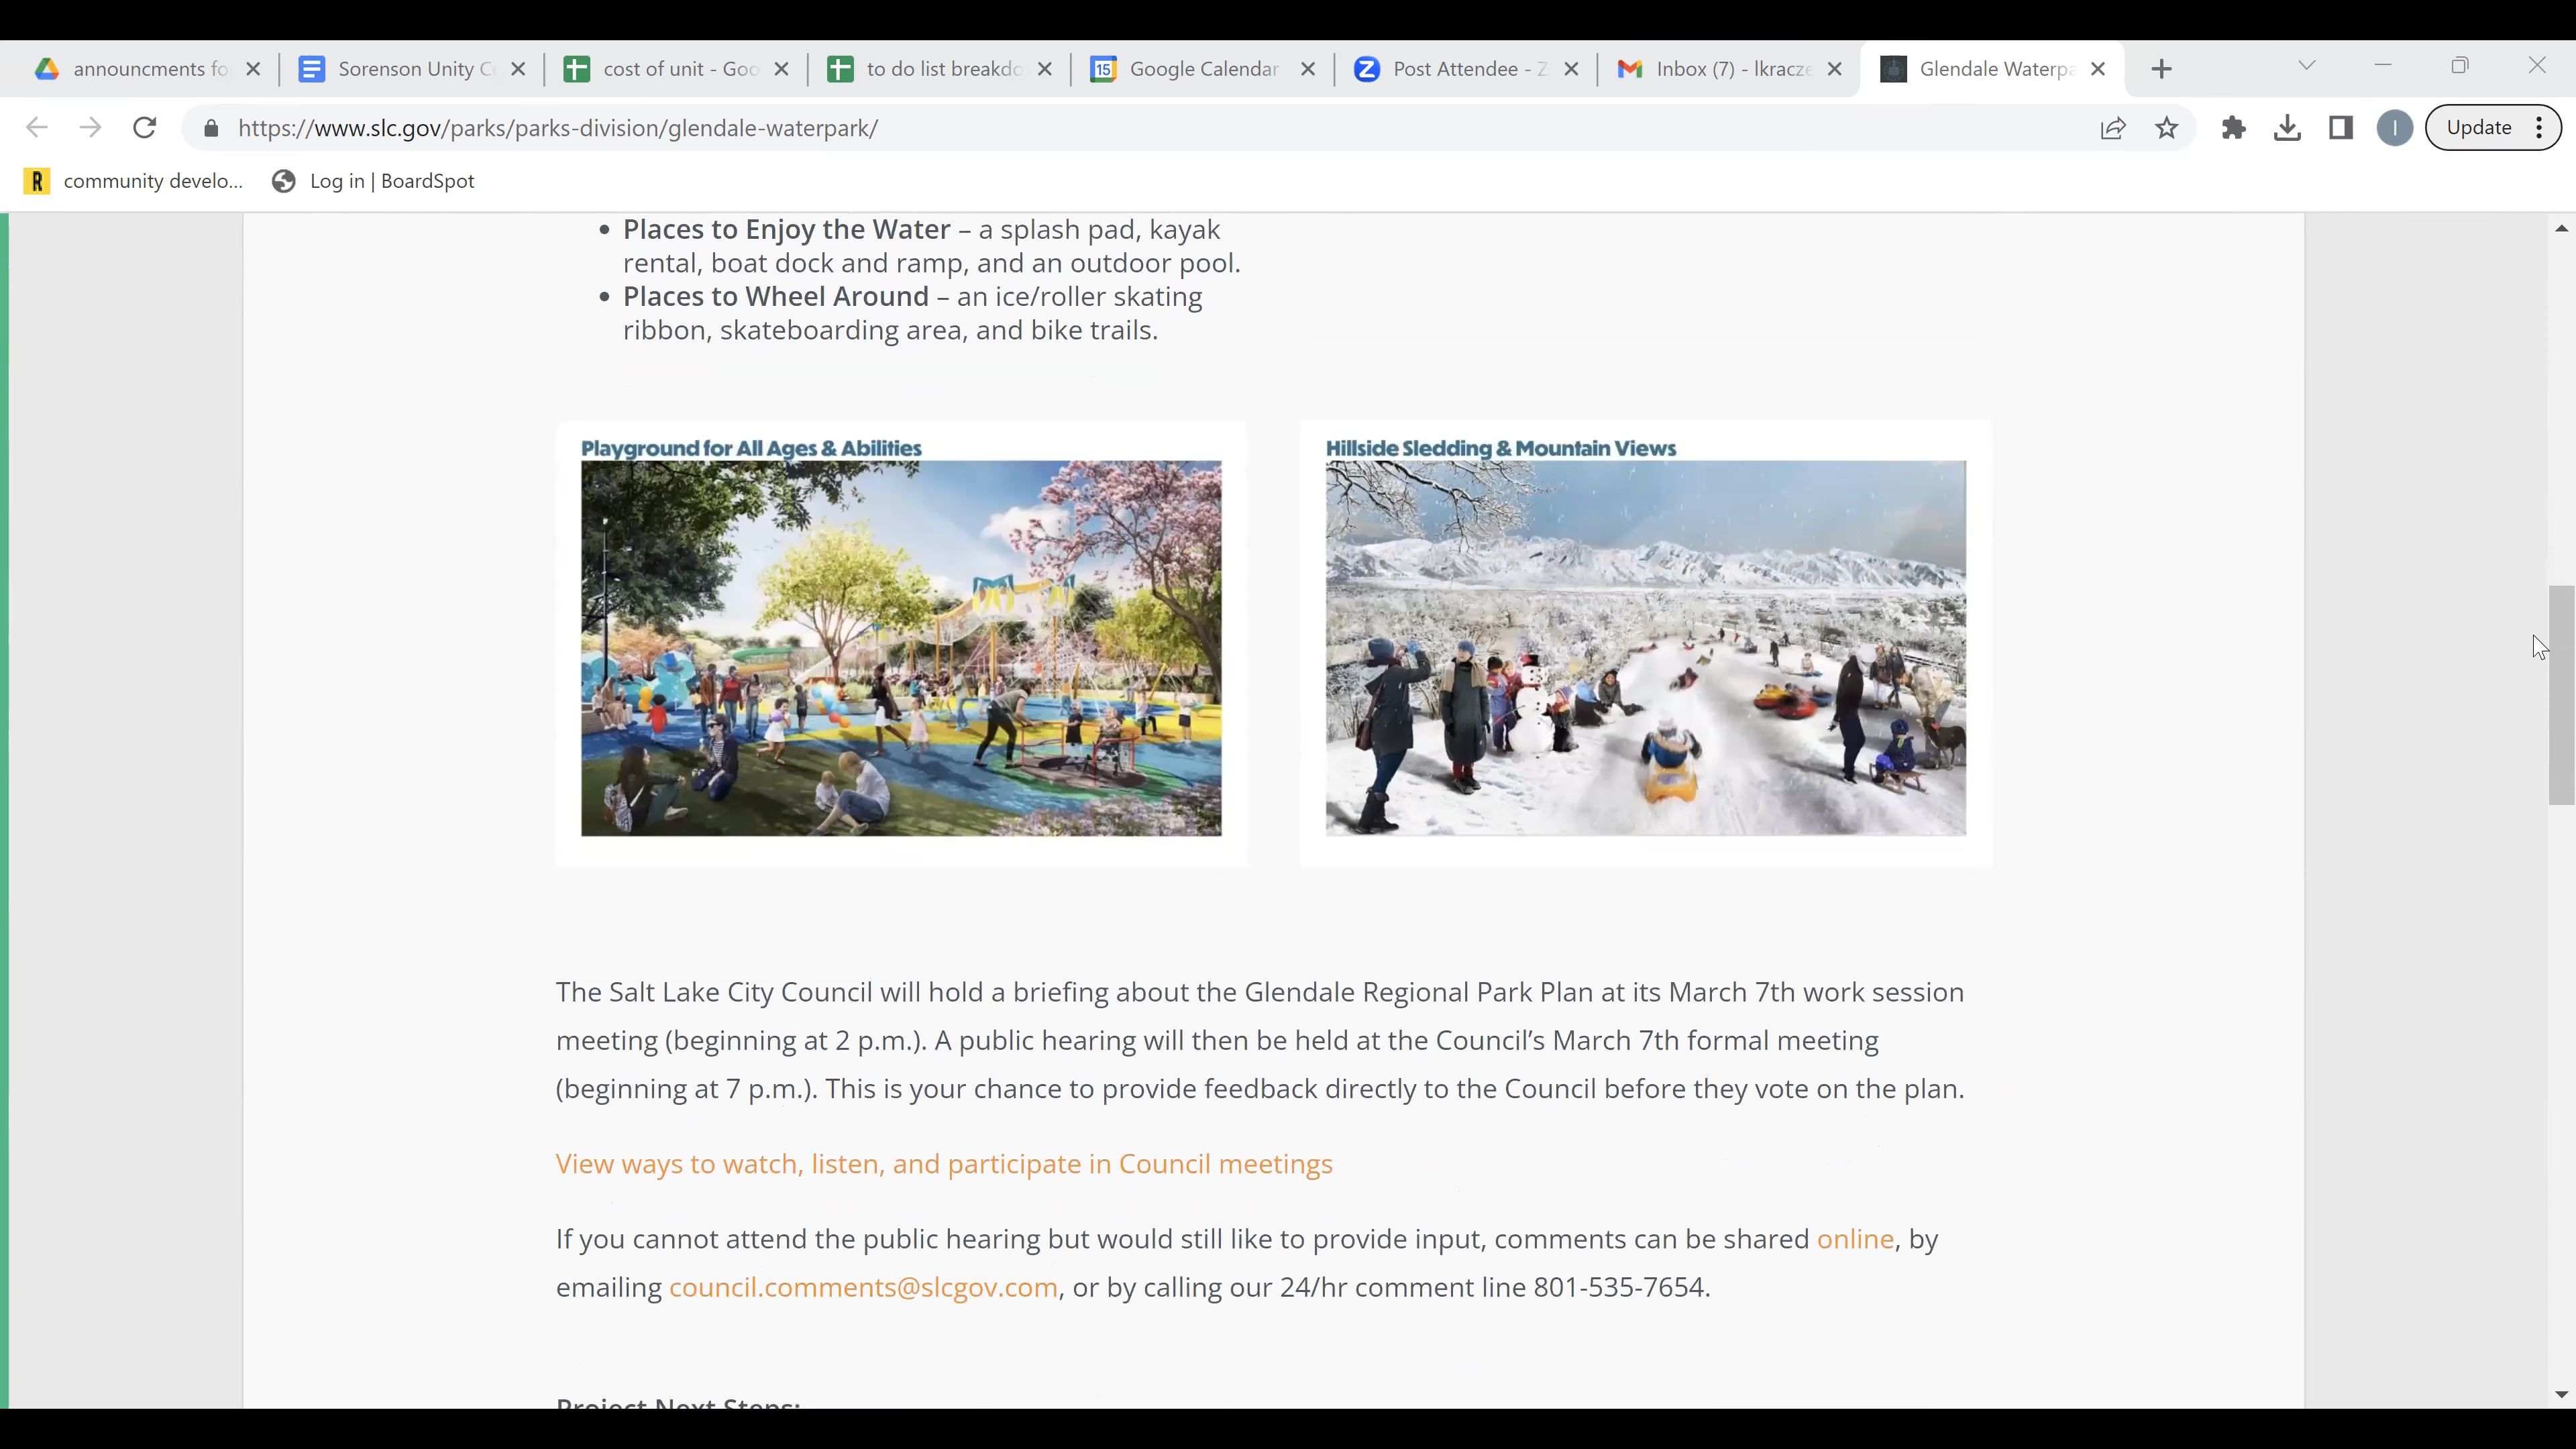 announcments fo
Sorenson Unity C
cost of unit - Goo
to do list breakdo
15
Google Calendar
Post Attendee - Z
Inbox (7) - lkracze
Glendale Waterpa
https://www.slc.gov/parks/parks-division/glendale-waterpark/
Update
community develo...
Log in | BoardSpot
• Places to Enjoy the Water – a splash pad, kayak
rental, boat dock and ramp, and an outdoor pool.
• Places to Wheel Around – an ice/roller skating
ribbon, skateboarding area, and bike trails.
Playground for All Ages & Abilities
Hillside Sledding & Mountain Views
The Salt Lake City Council will hold a briefing about the Glendale Regional Park Plan at its March 7th work session
meeting (beginning at 2 p.m.). A public hearing will then be held at the Council’s March 7th formal meeting
(beginning at 7 p.m.). This is your chance to provide feedback directly to the Council before they vote on the plan.
View ways to watch, listen, and participate in Council meetings
If you cannot attend the public hearing but would still like to provide input, comments can be shared online, by
emailing council.comments@slcgov.com, or by calling our 24/hr comment line 801-535-7654.
Project Next Steps: